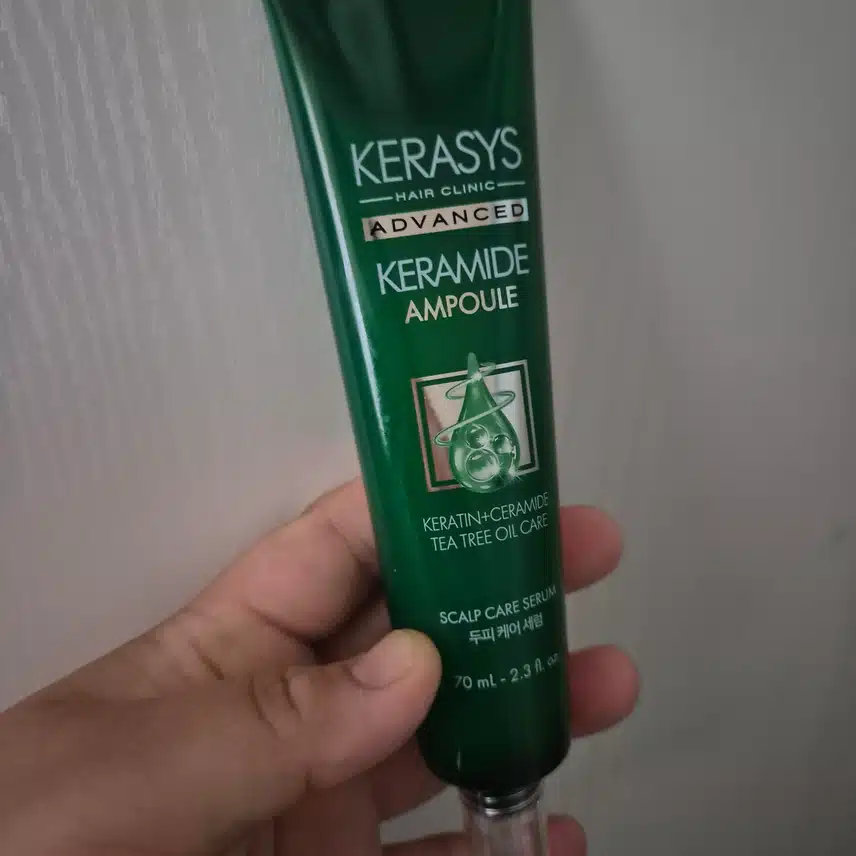 KERASYS
HAIR CLINIC
ADVANCED
KERAMIDE
AMPOULE
KERATIN+CERAMIDE
TEA TREE OIL CARE
SCALP CARE SERUM
두피 케어 세럼
70 mL - 2.3 fl. oz